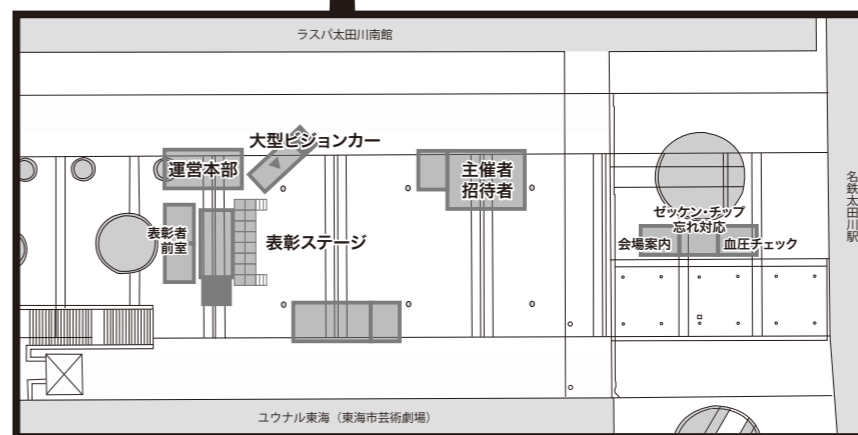 ラスパ太田川南館
大型ビジョンカー
運営本部
主催者
招待者
表彰者
前室
表彰ステージ
ゼッケン・チップ
忘れ対応
会場案内
血圧チェック
名鉄太田川駅
ユウナル東海（東海市芸術劇場）